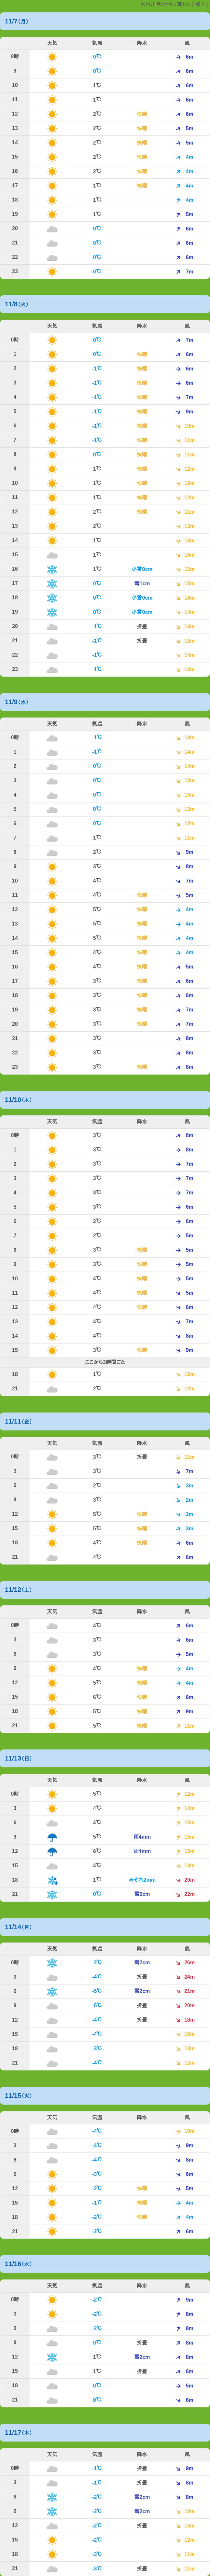 11/7(月)
天気 気温 降水 風
8時 0℃ 6m
9 0℃ 6m
10 1℃ 6m
11 1℃ 6m
12 2℃ 快晴 6m
13 2℃ 快晴 5m
14 2℃ 快晴 5m
15 2℃ 快晴 4m
16 2℃ 快晴 4m
17 1℃ 快晴 4m
18 1℃ 4m
19 1℃ 5m
20 0℃ 6m
21 0℃ 6m
22 0℃ 6m
23 0℃ 7m
11/8(火)
天気 気温 降水 風
0時 0℃ 7m
1 0℃ 快晴 6m
2 -1℃ 快晴 6m
3 -1℃ 快晴 6m
4 -1℃ 快晴 7m
5 -1℃ 快晴 9m
6 -1℃ 快晴 10m
7 -1℃ 快晴 11m
8 0℃ 快晴 11m
9 1℃ 快晴 12m
10 1℃ 快晴 12m
11 1℃ 快晴 12m
12 2℃ 快晴 11m
13 2℃ 快晴 13m
14 1℃ 快晴 14m
15 1℃ 16m
16 1℃ 小雪0cm 15m
17 0℃ 雪1cm 15m
18 0℃ 小雪0cm 14m
19 0℃ 小雪0cm 14m
20 -1℃ 折曇 14m
21 -1℃ 折曇 13m
22 -1℃ 14m
23 -1℃ 14m
11/9(水)
天気 気温 降水 風
0時 -1℃ 14m
1 -1℃ 14m
2 0℃ 14m
3 0℃ 14m
4 0℃ 13m
5 0℃ 13m
6 0℃ 12m
7 1℃ 11m
8 2℃ 9m
9 3℃ 8m
10 4℃ 7m
11 4℃ 快晴 5m
12 5℃ 快晴 4m
13 5℃ 快晴 4m
14 5℃ 快晴 4m
15 4℃ 快晴 4m
16 4℃ 快晴 5m
17 3℃ 快晴 6m
18 3℃ 快晴 6m
19 3℃ 快晴 7m
20 3℃ 快晴 7m
21 3℃ 8m
22 3℃ 8m
23 3℃ 快晴 8m
11/10(木)
天気 気温 降水 風
0時 3℃ 8m
1 3℃ 8m
2 3℃ 7m
3 3℃ 7m
4 3℃ 7m
5 3℃ 6m
6 2℃ 6m
7 2℃ 5m
8 3℃ 快晴 5m
9 3℃ 快晴 5m
10 4℃ 快晴 5m
11 4℃ 快晴 5m
12 4℃ 快晴 6m
13 4℃ 7m
14 4℃ 8m
15 3℃ 快晴 9m
ここから3時間ごと
18 1℃ 12m
21 2℃ 12m
11/11(金)
天気 気温 降水 風
0時 3℃ 折曇 11m
3 3℃ 7m
6 2℃ 3m
9 3℃ 2m
12 5℃ 快晴 2m
15 5℃ 快晴 3m
18 4℃ 快晴 6m
21 4℃ 6m
11/12(土)
天気 気温 降水 風
0時 4℃ 6m
3 3℃ 6m
6 3℃ 5m
9 4℃ 快晴 4m
12 5℃ 快晴 4m
15 6℃ 快晴 6m
18 5℃ 快晴 9m
21 5℃ 快晴 11m
11/13(日)
天気 気温 降水 風
0時 5℃ 12m
3 4℃ 14m
6 4℃ 15m
9 5℃ 雨4mm 15m
12 6℃ 雨4mm 15m
15 4℃ 14m
18 1℃ みぞれ2mm 20m
21 0℃ 雪6cm 22m
11/14(月)
天気 気温 降水 風
0時 -2℃ 雪2cm 26m
3 -4℃ 折曇 24m
6 -5℃ 雪2cm 21m
9 -5℃ 折曇 20m
12 -4℃ 折曇 18m
15 -4℃ 16m
18 -3℃ 13m
21 -4℃ 12m
11/15(火)
天気 気温 降水 風
0時 -4℃ 10m
3 -4℃ 9m
6 -4℃ 8m
9 -3℃ 6m
12 -2℃ 快晴 5m
15 -1℃ 快晴 4m
18 -2℃ 快晴 4m
21 -2℃ 6m
11/16(水)
天気 気温 降水 風
0時 -2℃ 9m
3 -2℃ 8m
6 -2℃ 8m
9 0℃ 折曇 8m
12 1℃ 雪2cm 8m
15 1℃ 折曇 6m
18 0℃ 5m
21 0℃ 6m
11/17(木)
天気 気温 降水 風
0時 -1℃ 折曇 9m
3 -1℃ 折曇 8m
6 -2℃ 雪2cm 8m
9 -2℃ 雪2cm 10m
12 -2℃ 折曇 13m
15 -2℃ 12m
18 -3℃ 11m
21 -3℃ 折曇 11m